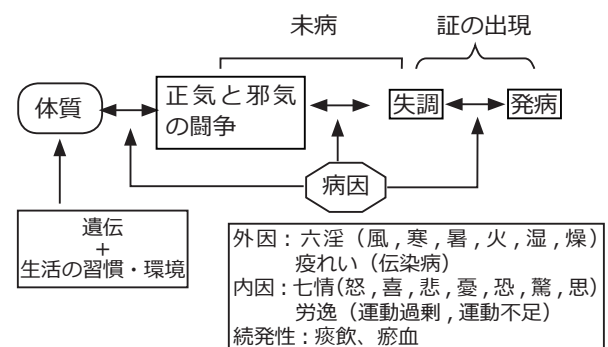 未病
証の出現
体質
正気と邪気
の闘争
失調
発病
病因
遺伝
+
生活の習慣・環境
外因：六淫（風，寒，暑，火，湿，燥）
疫れい（伝染病）
内因：七情(怒，喜，悲，憂，恐，驚，思)
労逸（運動過剰，運動不足）
続発性：痰飲、瘀血